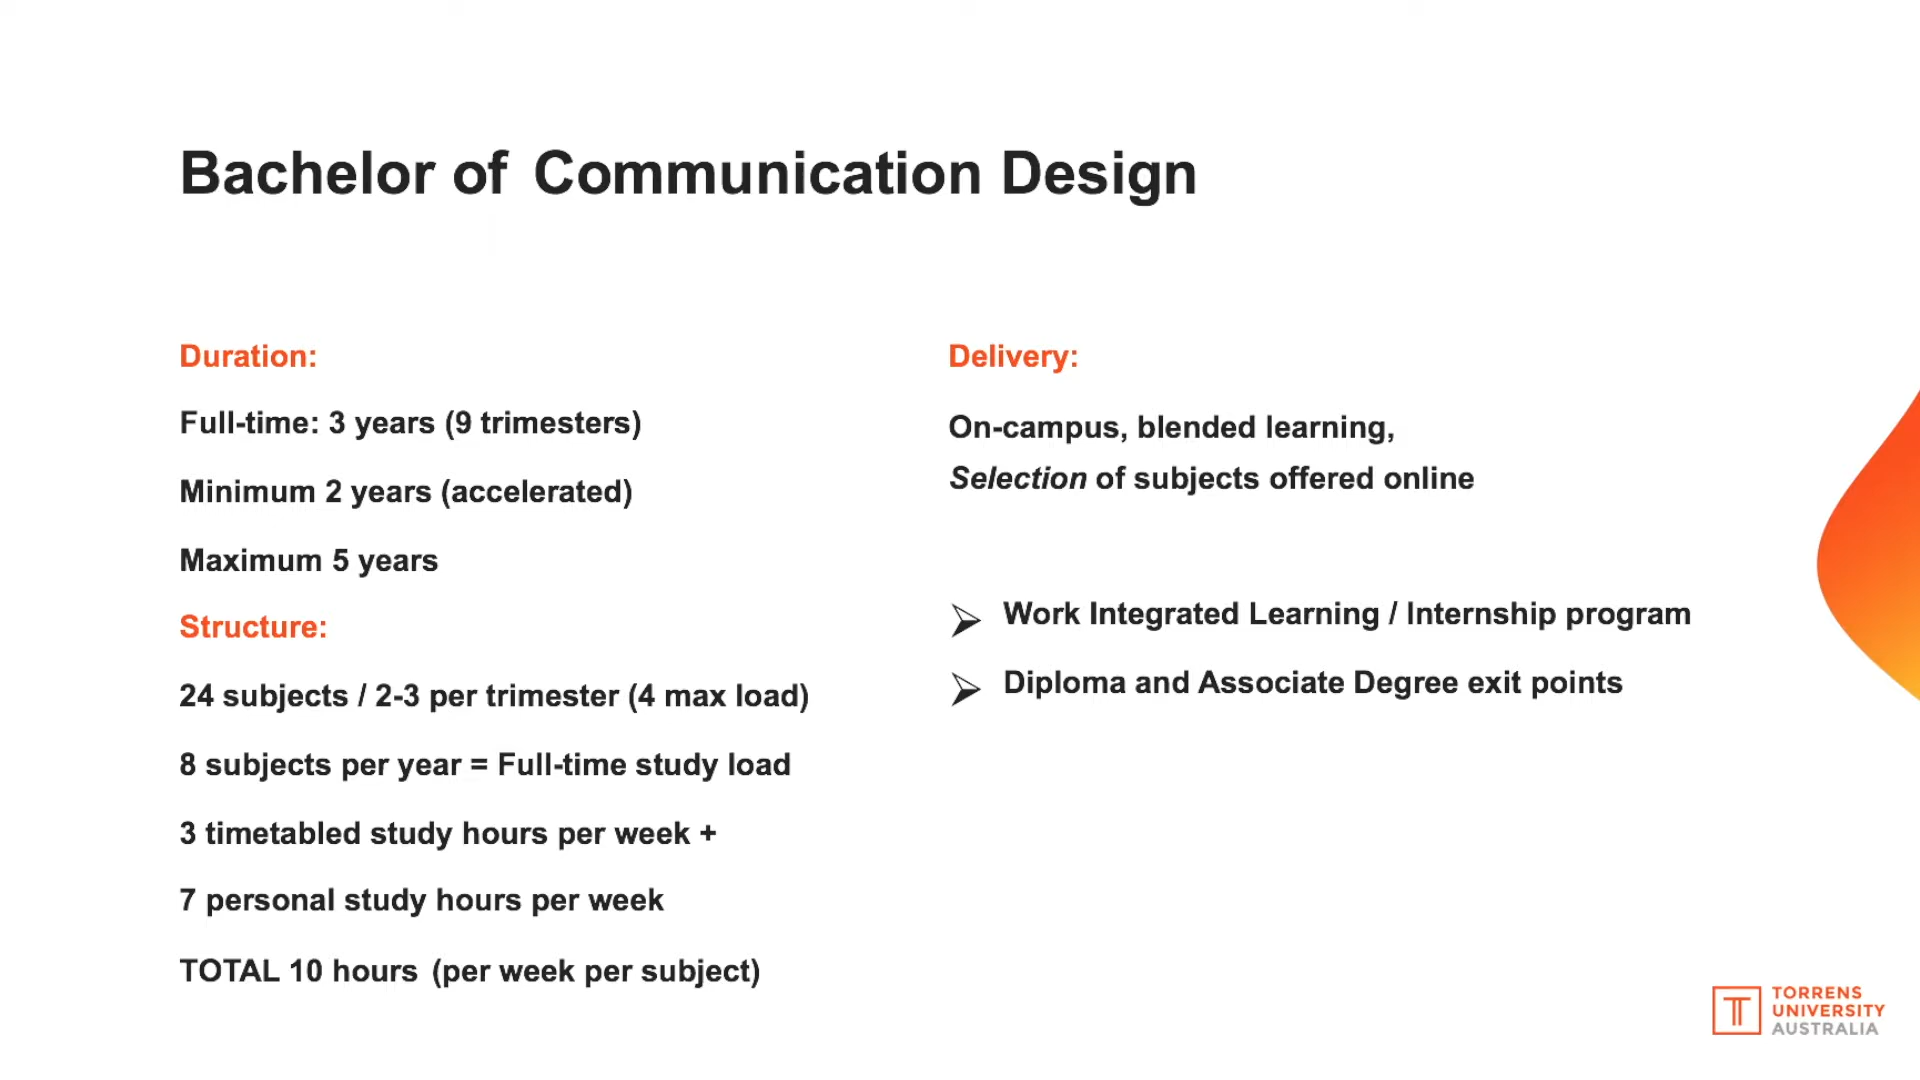 Bachelor of Communication Design
Duration:
Full-time: 3 years (9 trimesters)
Minimum 2 years (accelerated)
Maximum 5 years
Structure:
24 subjects / 2-3 per trimester (4 max load)
8 subjects per year = Full-time study load
3 timetabled study hours per week +
7 personal study hours per week
TOTAL 10 hours (per week per subject)
Delivery:
On-campus, blended learning,
Selection of subjects offered online
Work Integrated Learning / Internship program
Diploma and Associate Degree exit points
TORRENS
UNIVERSITY
AUSTRALIA